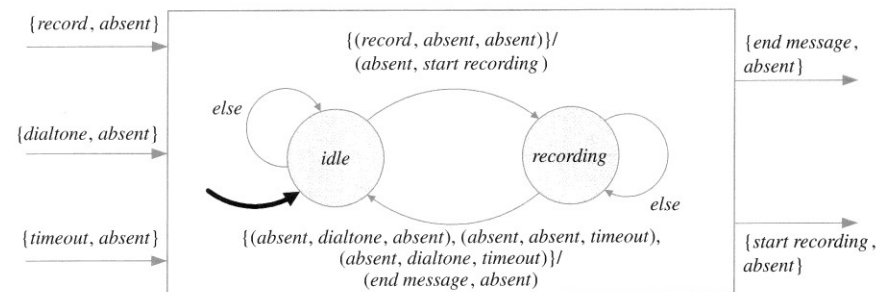 {record, absent}
{(record, absent, absent)}/
(absent, start recording)
{end message,
absent}
else
{dialtone, absent}
idle
recording
else
{timeout, absent}
{(absent, dialtone, absent), (absent, absent, timeout),
(absent, dialtone, timeout)}/
(end message, absent)
{start recording,
absent}